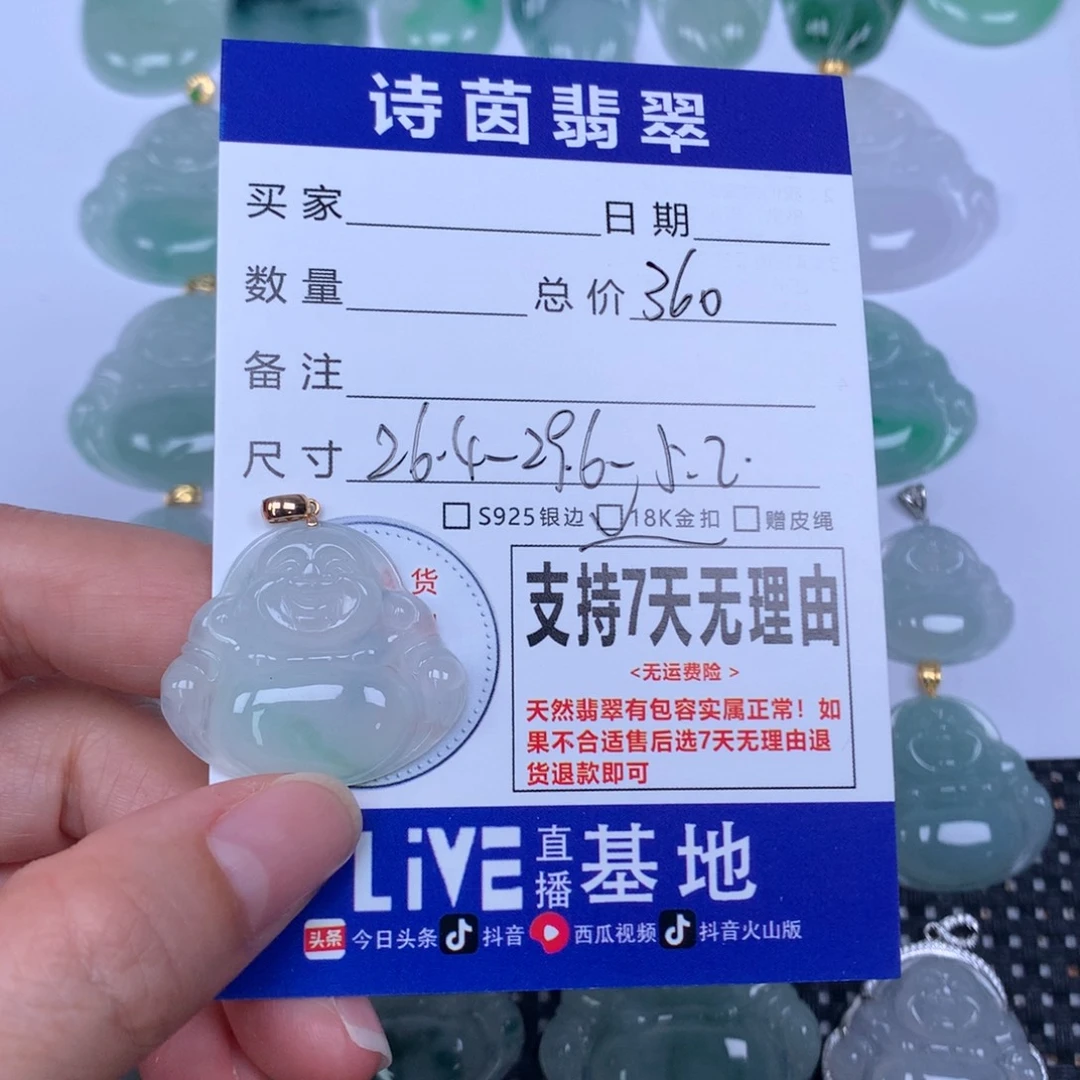 诗茵翡翠
买家 日期
数量 总价 360
备注
尺寸 26.4-29.6-5.2
S925银边 18K金扣 赠皮绳
货
支持7天无理由
<无运费险>
天然翡翠有包容实属正常！如
果不合适售后选7天无理由退
货退款即可
LiVE 直播 基地
头条 今日头条 抖音 西瓜视频 抖音火山版